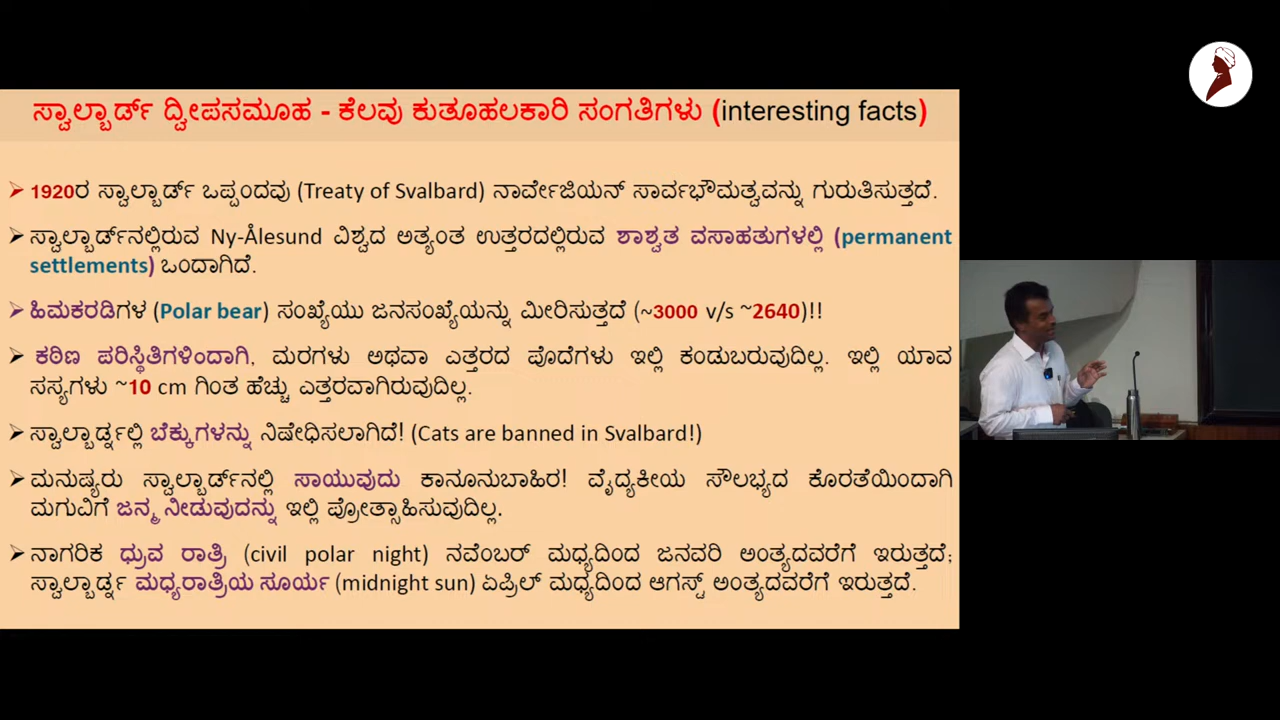 ಸ್ವಾಲ್ಬಾರ್ಡ್ ದ್ವೀಪಸಮೂಹ - ಕೆಲವು ಕುತೂಹಲಕಾರಿ ಸಂಗತಿಗಳು (interesting facts)
➢ 1920ರ ಸ್ವಾಲ್ಬಾರ್ಡ್ ಒಪ್ಪಂದವು (Treaty of Svalbard) ನಾರ್ವೇಜಿಯನ್ ಸಾರ್ವಭೌಮತ್ವವನ್ನು ಗುರುತಿಸುತ್ತದೆ.
➢ ಸ್ವಾಲ್ಬಾರ್ಡ್‌ನಲ್ಲಿರುವ Ny-Ålesund ವಿಶ್ವದ ಅತ್ಯಂತ ಉತ್ತರದಲ್ಲಿರುವ ಶಾಶ್ವತ ವಸಾಹತುಗಳಲ್ಲಿ (permanent
settlements) ಒಂದಾಗಿದೆ.
➢ ಹಿಮಕರಡಿಗಳ (Polar bear) ಸಂಖ್ಯೆಯು ಜನಸಂಖ್ಯೆಯನ್ನು ಮೀರಿಸುತ್ತದೆ (~3000 v/s ~2640)!!
➢ ಕಠಿಣ ಪರಿಸ್ಥಿತಿಗಳಿಂದಾಗಿ, ಮರಗಳು ಅಥವಾ ಎತ್ತರದ ಪೊದೆಗಳು ಇಲ್ಲಿ ಕಂಡುಬರುವುದಿಲ್ಲ. ಇಲ್ಲಿ ಯಾವ
ಸಸ್ಯಗಳು ~10 cm ಗಿಂತ ಹೆಚ್ಚು ಎತ್ತರವಾಗಿರುವುದಿಲ್ಲ.
➢ ಸ್ವಾಲ್ಬಾರ್ಡ್ನಲ್ಲಿ ಬೆಕ್ಕುಗಳನ್ನು ನಿಷೇಧಿಸಲಾಗಿದೆ! (Cats are banned in Svalbard!)
➢ ಮನುಷ್ಯರು ಸ್ವಾಲ್ಬಾರ್ಡ್‌ನಲ್ಲಿ ಸಾಯುವುದು ಕಾನೂನುಬಾಹಿರ! ವೈದ್ಯಕೀಯ ಸೌಲಭ್ಯದ ಕೊರತೆಯಿಂದಾಗಿ
ಮಗುವಿಗೆ ಜನ್ಮ ನೀಡುವುದನ್ನು ಇಲ್ಲಿ ಪ್ರೋತ್ಸಾಹಿಸುವುದಿಲ್ಲ.
➢ ನಾಗರಿಕ ಧ್ರುವ ರಾತ್ರಿ (civil polar night) ನವೆಂಬರ್ ಮಧ್ಯದಿಂದ ಜನವರಿ ಅಂತ್ಯದವರೆಗೆ ಇರುತ್ತದೆ;
ಸ್ವಾಲ್ಬಾರ್ಡ್ನ ಮಧ್ಯರಾತ್ರಿಯ ಸೂರ್ಯ (midnight sun) ಏಪ್ರಿಲ್ ಮಧ್ಯದಿಂದ ಆಗಸ್ಟ್ ಅಂತ್ಯದವರೆಗೆ ಇರುತ್ತದೆ.